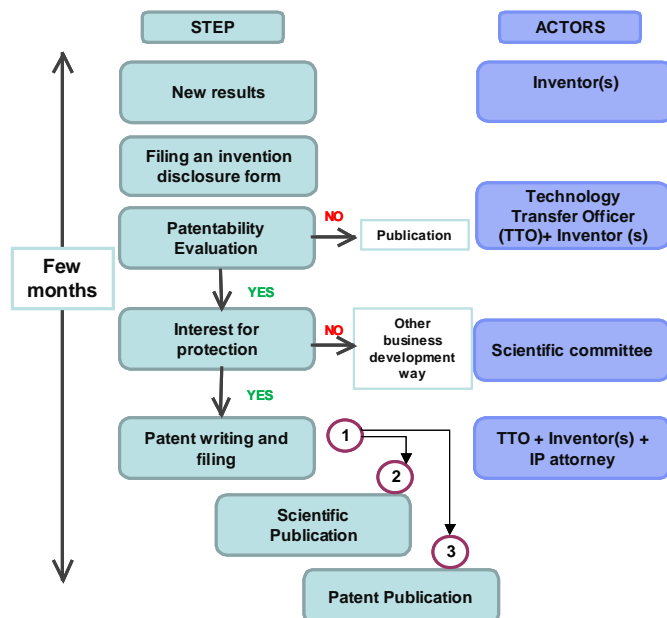 STEP
ACTORS
New results
Inventor(s)
Filing an invention
disclosure form
Technology
Transfer Officer
(TTO)+ Inventor (s)
Patentability
Evaluation
NO
Publication
Few
months
YES
Interest for
protection
NO
Other
business
development
way
Scientific committee
YES
Patent writing and
filing
1
TTO + Inventor(s) +
IP attorney
2
Scientific
Publication
3
Patent Publication